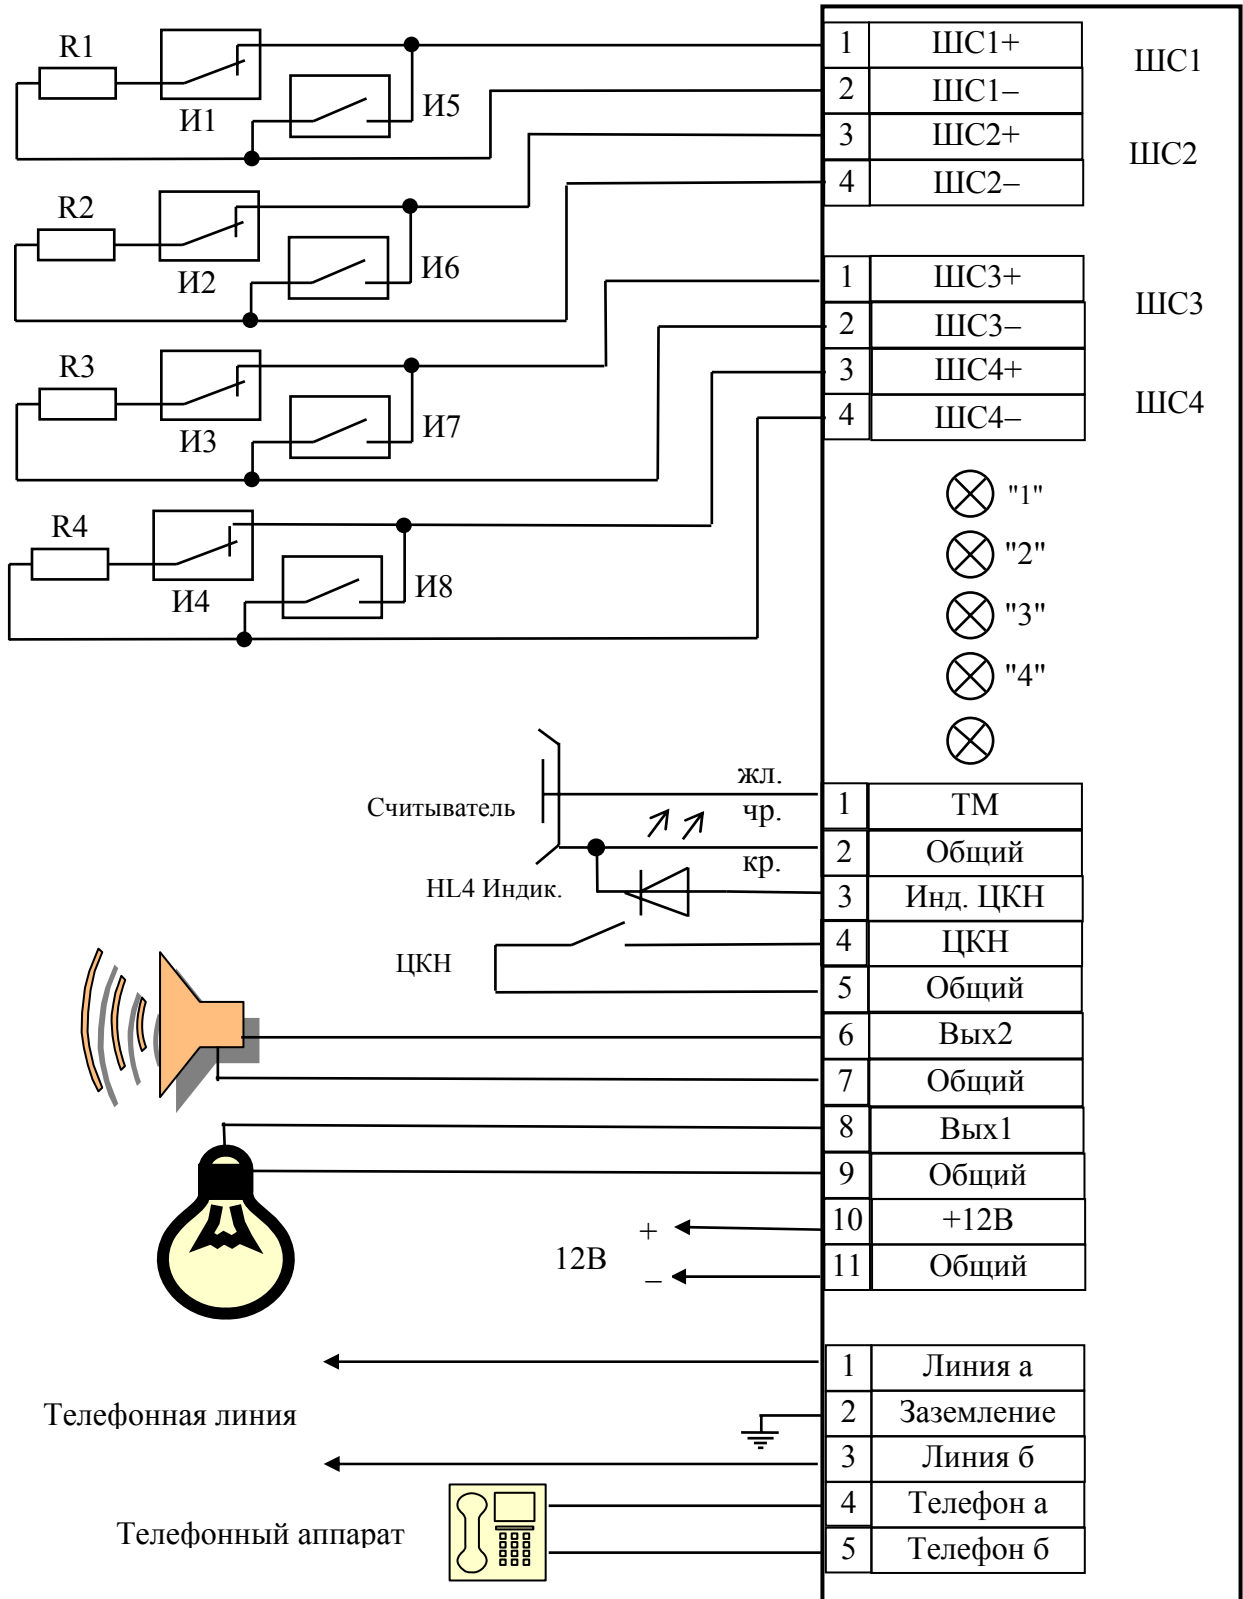 R1
И1
И5
1 ШС1+
ШС1
2 ШС1–
3 ШС2+
ШС2
4 ШС2–
R2
И2
И6
1 ШС3+
ШС3
2 ШС3–
R3
И3
И7
3 ШС4+
ШС4
4 ШС4–
"1"
R4
И4
И8
"2"
"3"
"4"
Считыватель
жл.
1 ТМ
чр.
2 Общий
кр.
HL4 Индик.
3 Инд. ЦКН
ЦКН
4 ЦКН
5 Общий
6 Вых2
7 Общий
8 Вых1
9 Общий
+
10 +12В
12В
–
11 Общий
1 Линия а
Телефонная линия
2 Заземление
3 Линия б
4 Телефон а
Телефонный аппарат
5 Телефон б